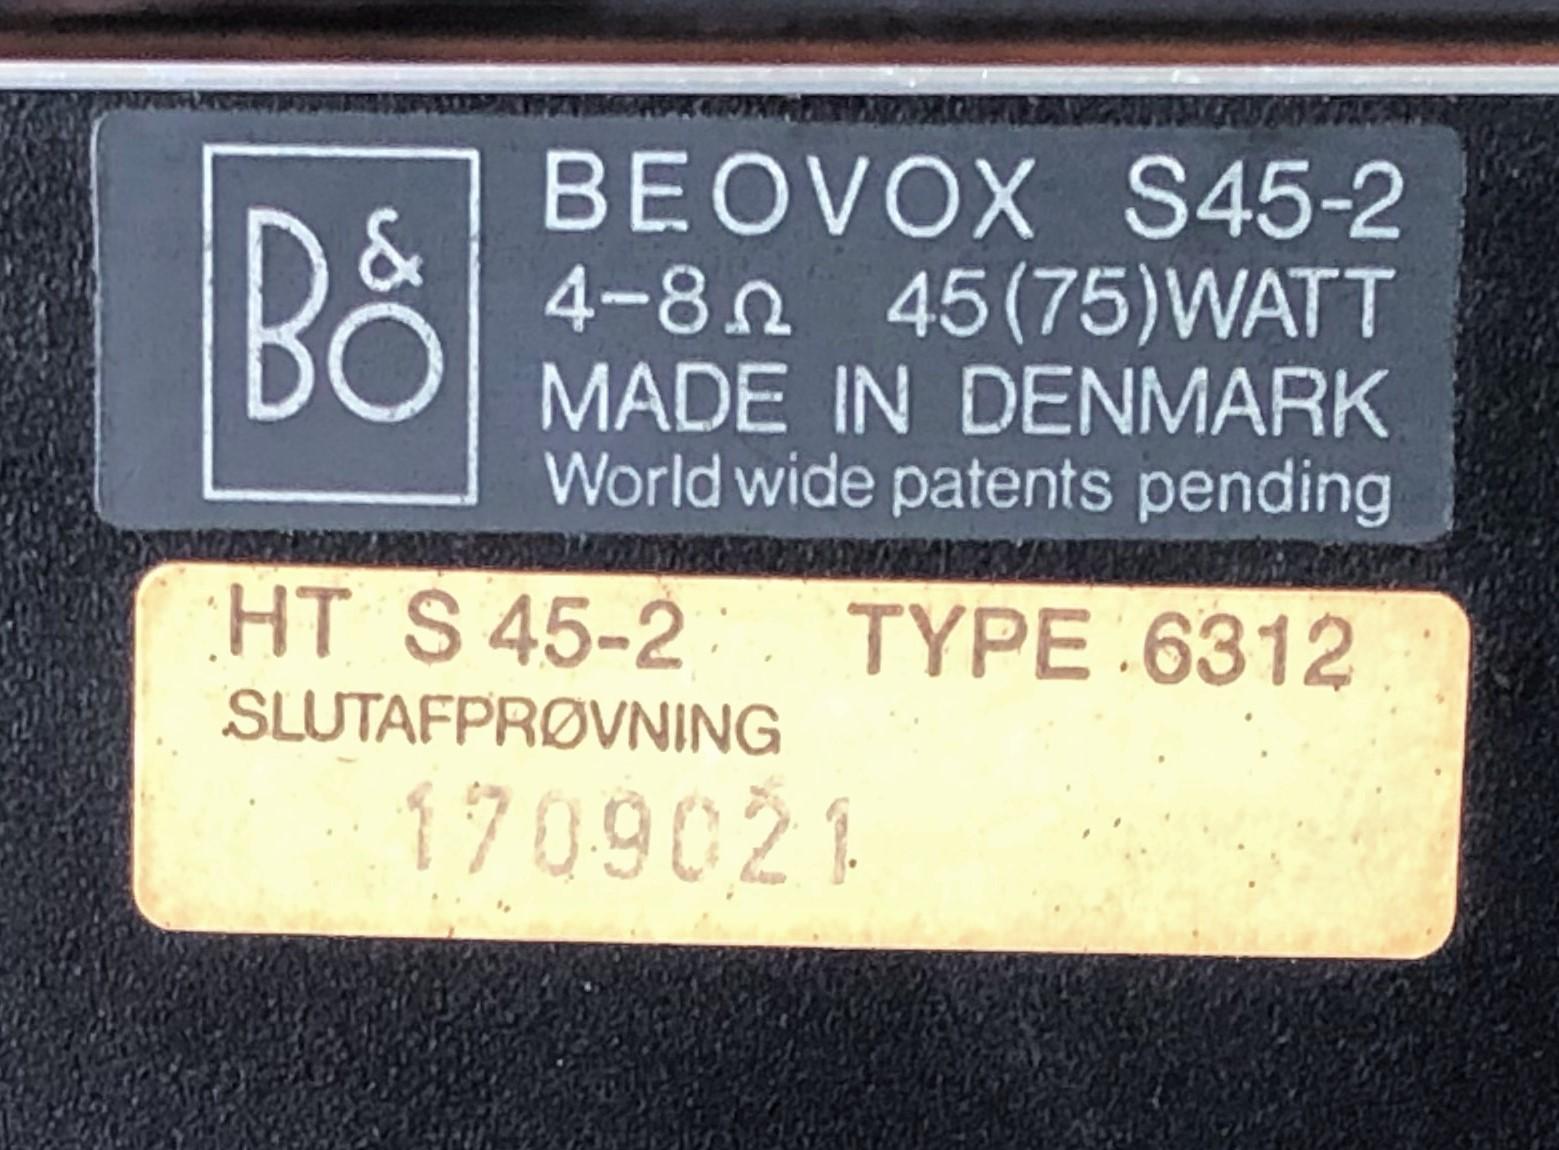 B&O
BEOVOX S45-2
4-8Ω 45(75)WATT
MADE IN DENMARK
World wide patents pending
HT S 45-2 TYPE 6312
SLUTAFPRØVNING
1709021